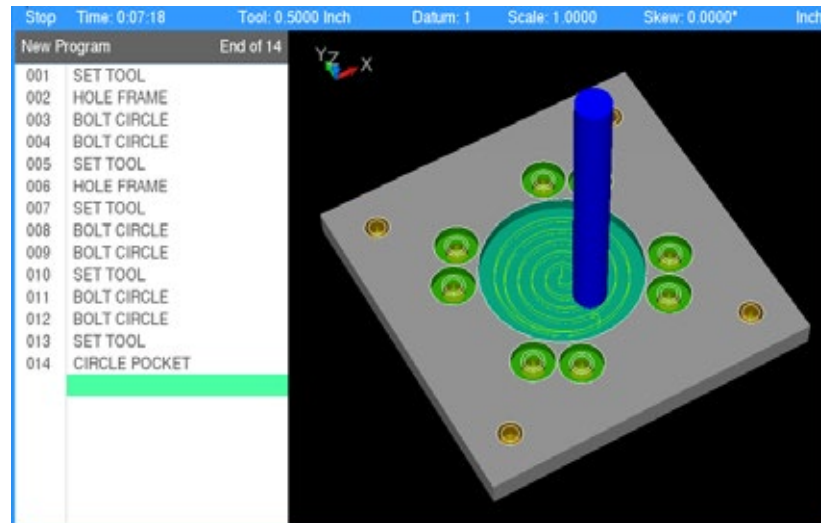 Stop Time: 0:07:18 Tool: 0.5000 Inch Datum: 1 Scale: 1.0000 Skew: 0.0000° Inch
New Program End of 14
001 SET TOOL
002 HOLE FRAME
003 BOLT CIRCLE
004 BOLT CIRCLE
005 SET TOOL
006 HOLE FRAME
007 SET TOOL
008 BOLT CIRCLE
009 BOLT CIRCLE
010 SET TOOL
011 BOLT CIRCLE
012 BOLT CIRCLE
013 SET TOOL
014 CIRCLE POCKET
Y Z X